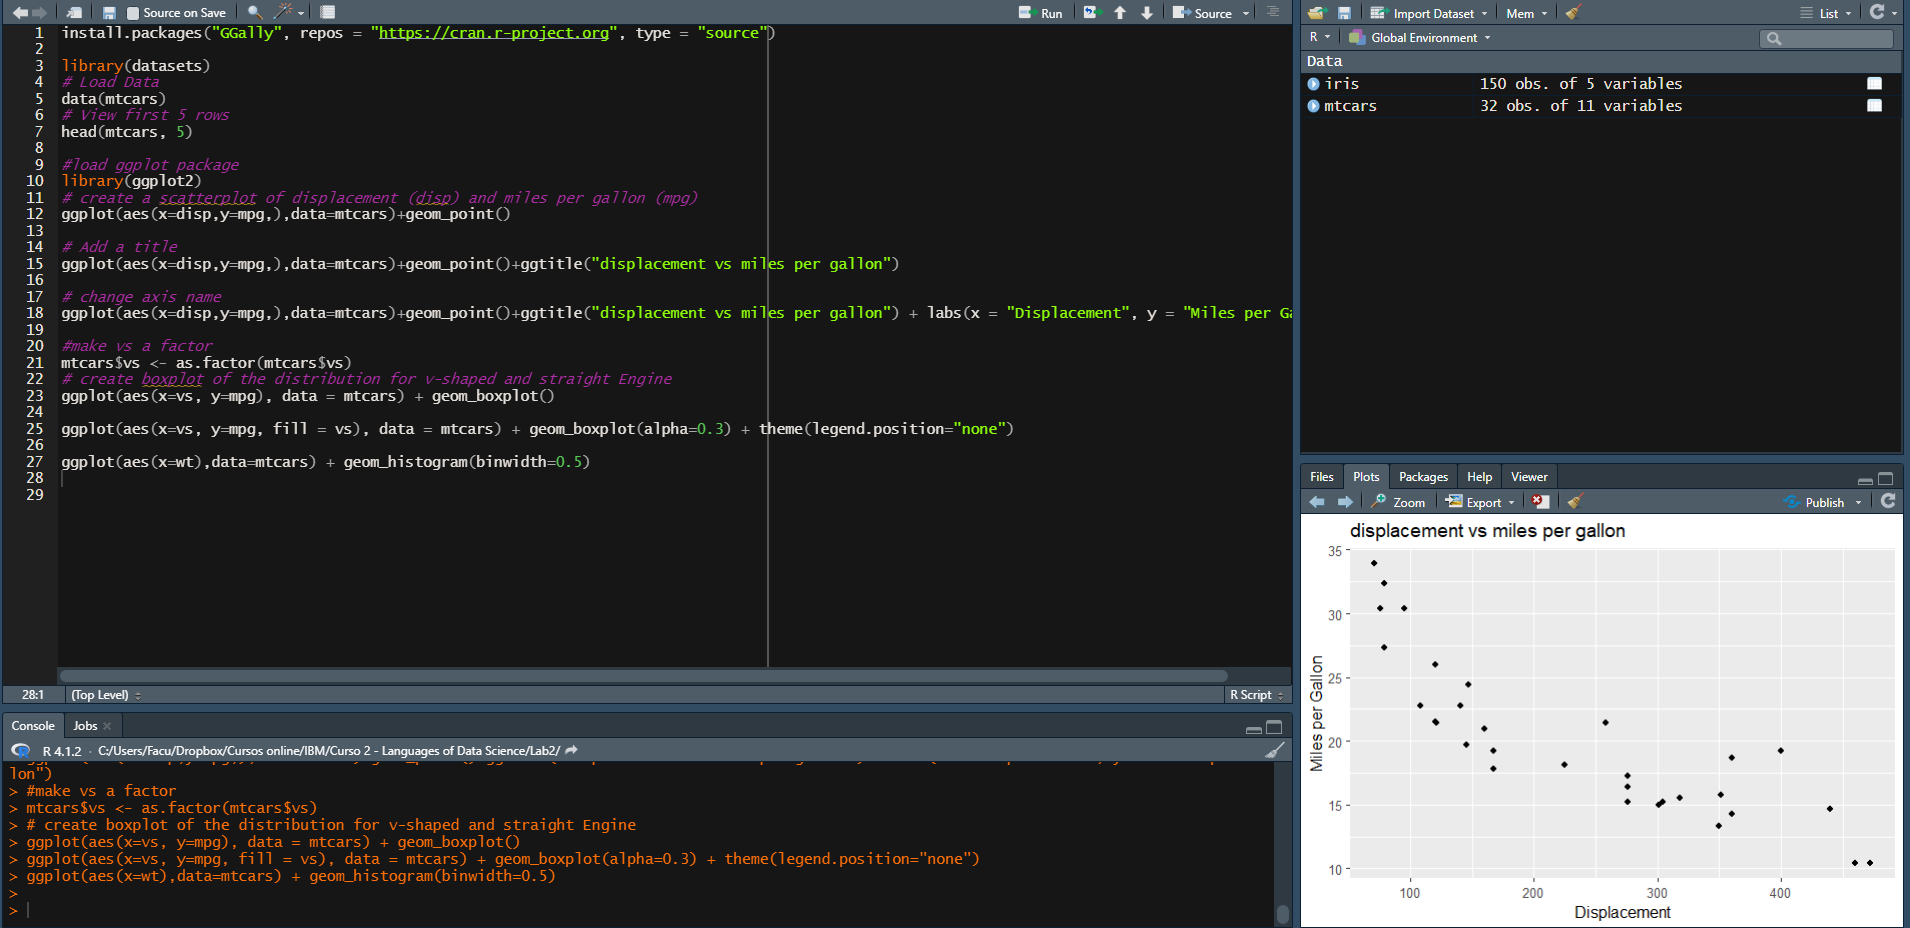 Source on Save
Run
Source
1 install.packages("GGally", repos = "https://cran.r-project.org", type = "source")
2
3 library(datasets)
4 # Load Data
5 data(mtcars)
6 # View first 5 rows
7 head(mtcars, 5)
8
9 #load ggplot package
10 library(ggplot2)
11 # create a scatterplot of displacement (disp) and miles per gallon (mpg)
12 ggplot(aes(x=disp,y=mpg,),data=mtcars)+geom_point()
13
14 # Add a title
15 ggplot(aes(x=disp,y=mpg,),data=mtcars)+geom_point()+ggtitle("displacement vs miles per gallon")
16
17 # change axis name
18 ggplot(aes(x=disp,y=mpg,),data=mtcars)+geom_point()+ggtitle("displacement vs miles per gallon") + labs(x = "Displacement", y = "Miles per Ga
19
20 #make vs a factor
21 mtcars$vs <- as.factor(mtcars$vs)
22 # create boxplot of the distribution for v-shaped and straight Engine
23 ggplot(aes(x=vs, y=mpg), data = mtcars) + geom_boxplot()
24
25 ggplot(aes(x=vs, y=mpg, fill = vs), data = mtcars) + geom_boxplot(alpha=0.3) + theme(legend.position="none")
26
27 ggplot(aes(x=wt),data=mtcars) + geom_histogram(binwidth=0.5)
28
29
28:1 (Top Level)
R Script
Console Jobs
R 4.1.2 · C:/Users/Facu/Dropbox/Cursos online/IBM/Curso 2 - Languages of Data Science/Lab2/
lon")
> #make vs a factor
> mtcars$vs <- as.factor(mtcars$vs)
> # create boxplot of the distribution for v-shaped and straight Engine
> ggplot(aes(x=vs, y=mpg), data = mtcars) + geom_boxplot()
> ggplot(aes(x=vs, y=mpg, fill = vs), data = mtcars) + geom_boxplot(alpha=0.3) + theme(legend.position="none")
> ggplot(aes(x=wt),data=mtcars) + geom_histogram(binwidth=0.5)
>
>
Import Dataset Mem List
R Global Environment
Data
iris 150 obs. of 5 variables
mtcars 32 obs. of 11 variables
Files Plots Packages Help Viewer
Zoom Export Publish
displacement vs miles per gallon
35
30
25
20
15
10
Miles per Gallon
100 200 300 400
Displacement